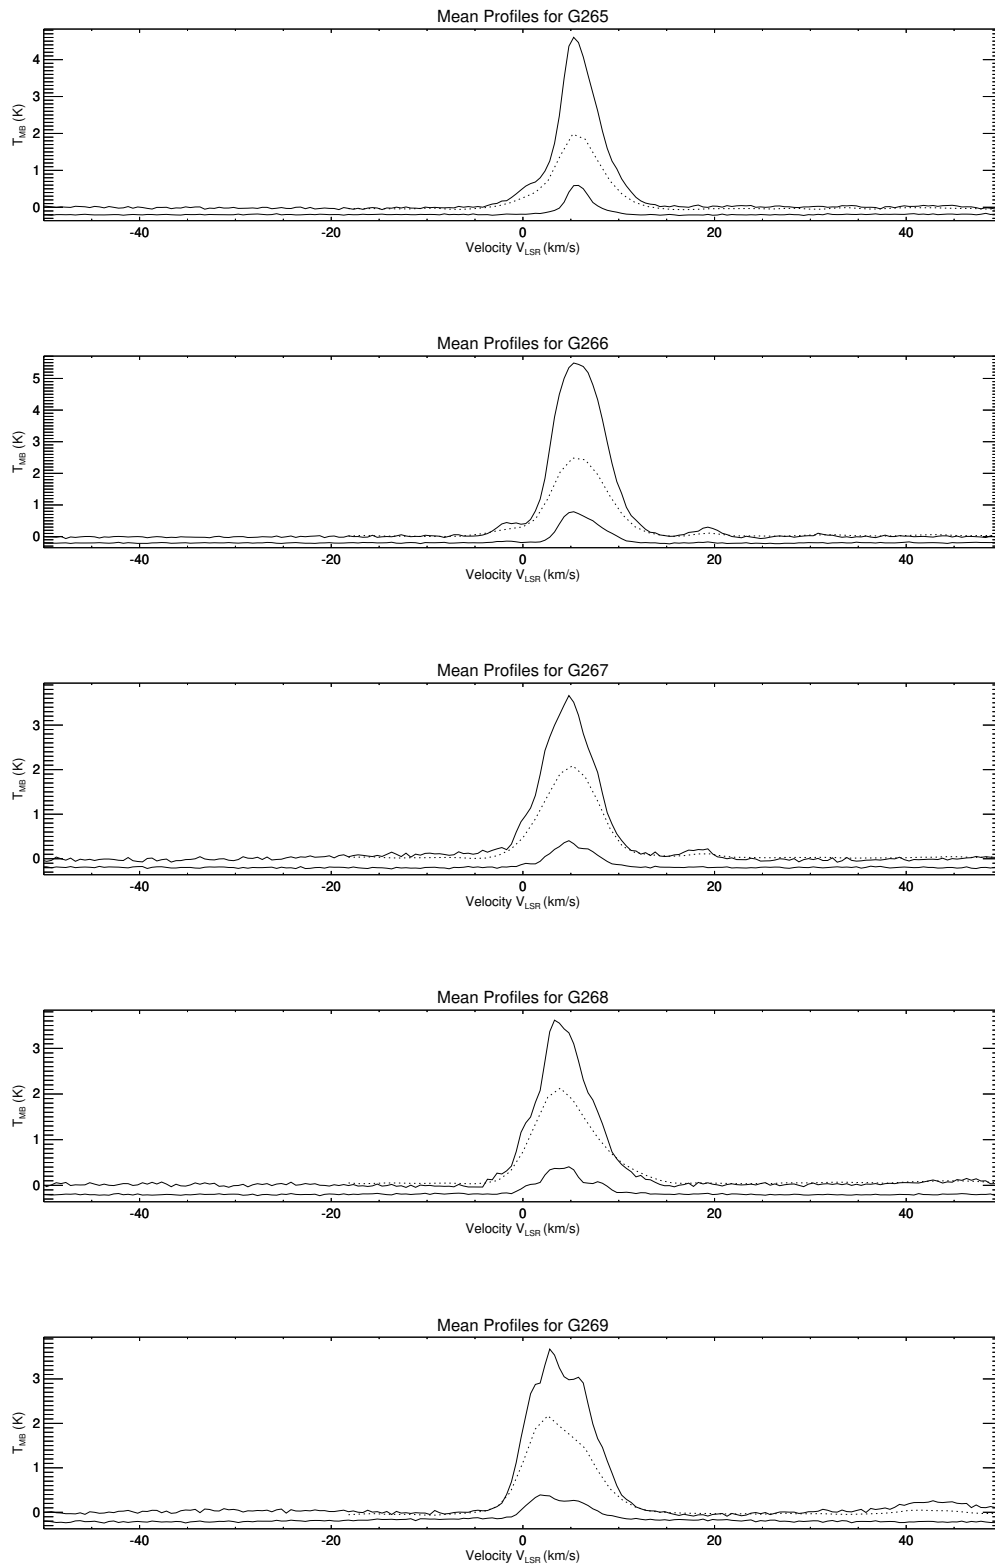 Mean Profiles for G265
T_MB (K)
4
3
2
1
0
-40 -20 0 20 40
Velocity V_LSR (km/s)
Mean Profiles for G266
T_MB (K)
5
4
3
2
1
0
-40 -20 0 20 40
Velocity V_LSR (km/s)
Mean Profiles for G267
T_MB (K)
3
2
1
0
-40 -20 0 20 40
Velocity V_LSR (km/s)
Mean Profiles for G268
T_MB (K)
3
2
1
0
-40 -20 0 20 40
Velocity V_LSR (km/s)
Mean Profiles for G269
T_MB (K)
3
2
1
0
-40 -20 0 20 40
Velocity V_LSR (km/s)